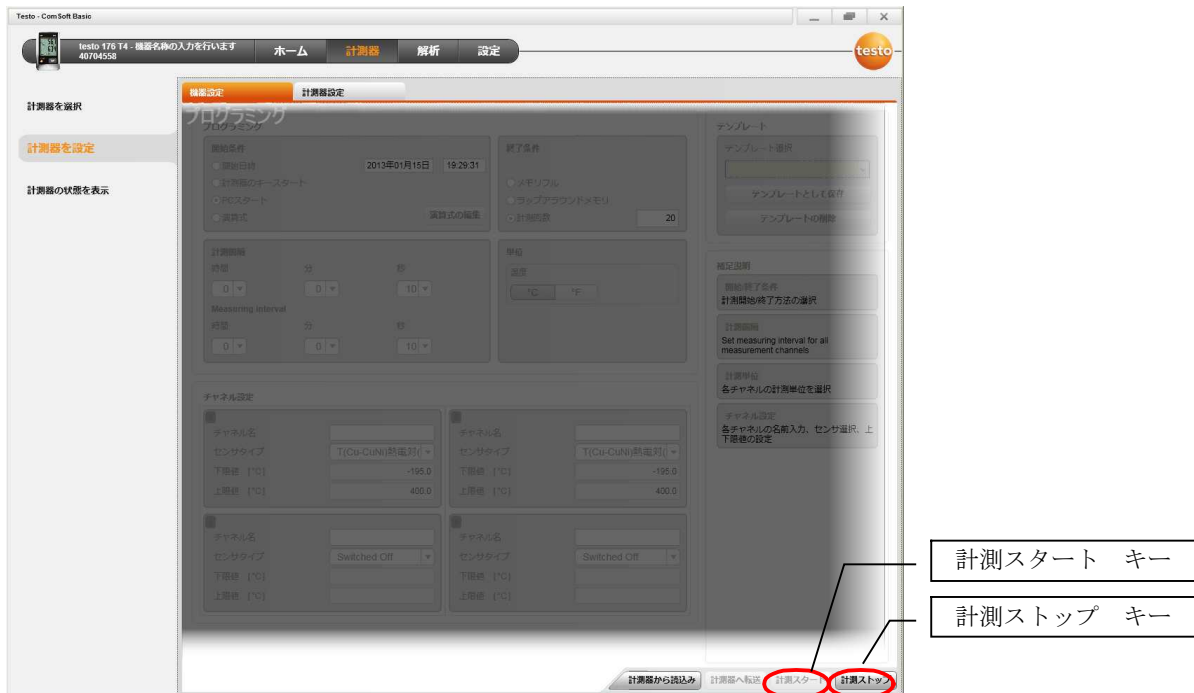 Testo - ComSoft Basic
testo 176 T4 - 機器名称の入力を行います
40704558
ホーム
計測器
解析
設定
testo
計測器を選択
計測器を設定
計測器の状態を表示
機器設定
計測器設定
プログラミング
プログラミング
開始条件
開始日時
2013年01月15日
19:29:31
計測器のキースタート
PCスタート
演算式
演算式の編集
終了条件
メモリフル
ラップアラウンドメモリ
計測回数
20
計測間隔
時間
分
秒
0
0
10
Measuring interval
時間
分
秒
0
0
10
単位
温度
°C
°F
チャネル設定
チャネル名
センサタイプ
T(Cu-CuNi)熱電対(
下限値 [°C]
-195.0
上限値 [°C]
400.0
チャネル名
センサタイプ
T(Cu-CuNi)熱電対(
下限値 [°C]
-195.0
上限値 [°C]
400.0
チャネル名
センサタイプ
Switched Off
下限値 [°C]
上限値 [°C]
チャネル名
センサタイプ
Switched Off
下限値 [°C]
上限値 [°C]
テンプレート
テンプレート選択
テンプレートとして保存
テンプレートの削除
補足説明
開始/終了条件
計測開始/終了方法の選択
計測間隔
Set measuring interval for all
measurement channels
計測単位
各チャネルの計測単位を選択
チャネル設定
各チャネルの名前入力、センサ選択、上
下限値の設定
計測器から読込み
計測器へ転送
計測スタート
計測ストップ
計測スタート　キー
計測ストップ　キー